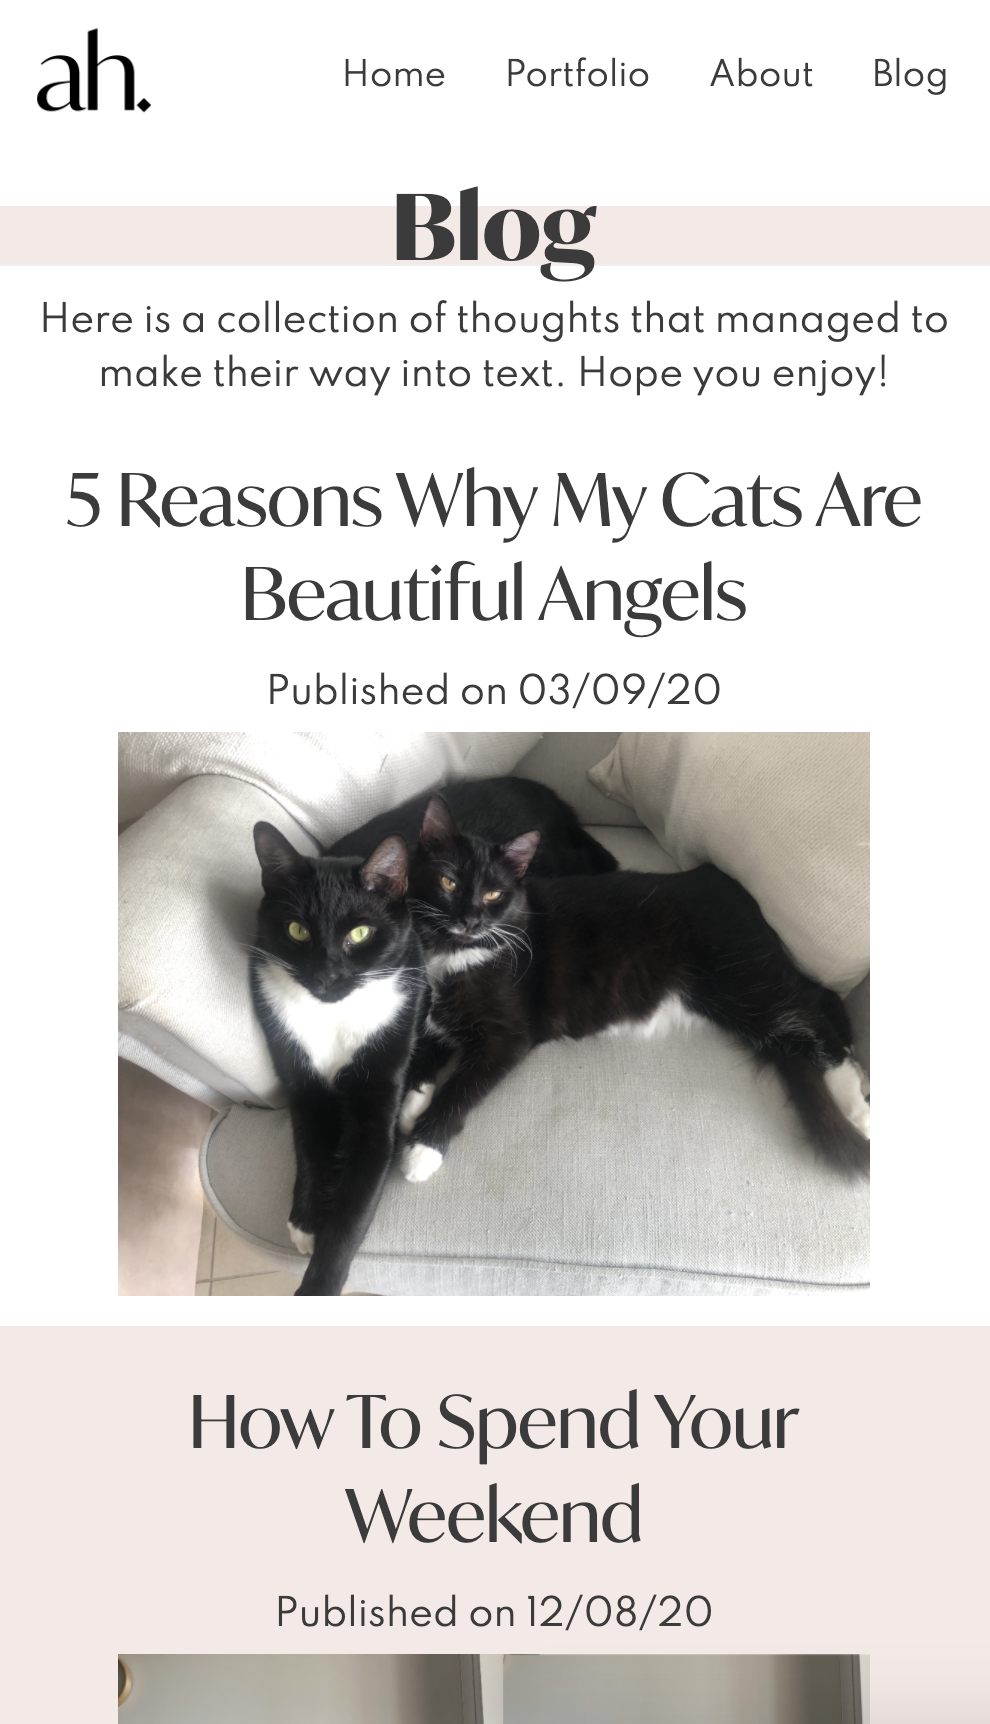 ah.
Home Portfolio About Blog
Blog
Here is a collection of thoughts that managed to
make their way into text. Hope you enjoy!
5 Reasons Why My Cats Are
Beautiful Angels
Published on 03/09/20
How To Spend Your
Weekend
Published on 12/08/20